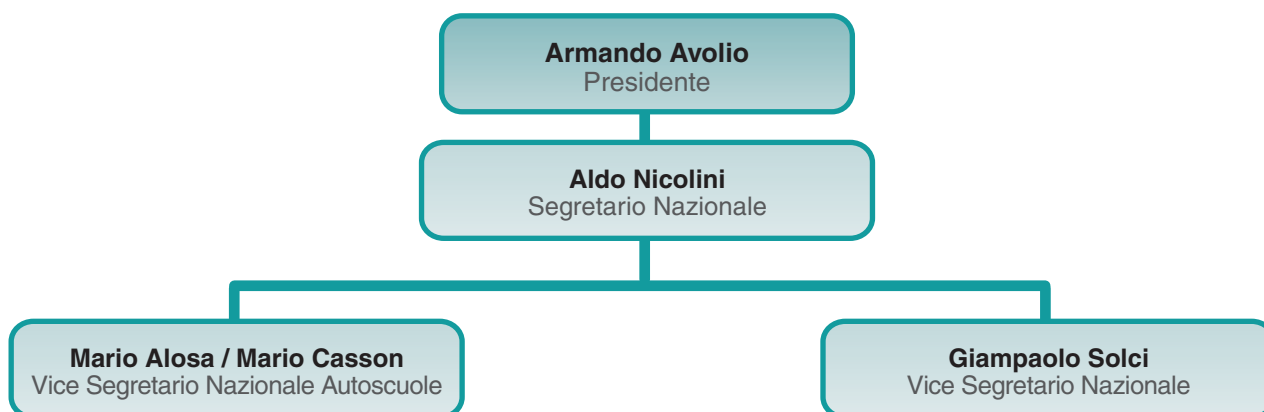 Armando Avolio
Presidente
Aldo Nicolini
Segretario Nazionale
Mario Alosa / Mario Casson
Vice Segretario Nazionale Autoscuole
Giampaolo Solci
Vice Segretario Nazionale